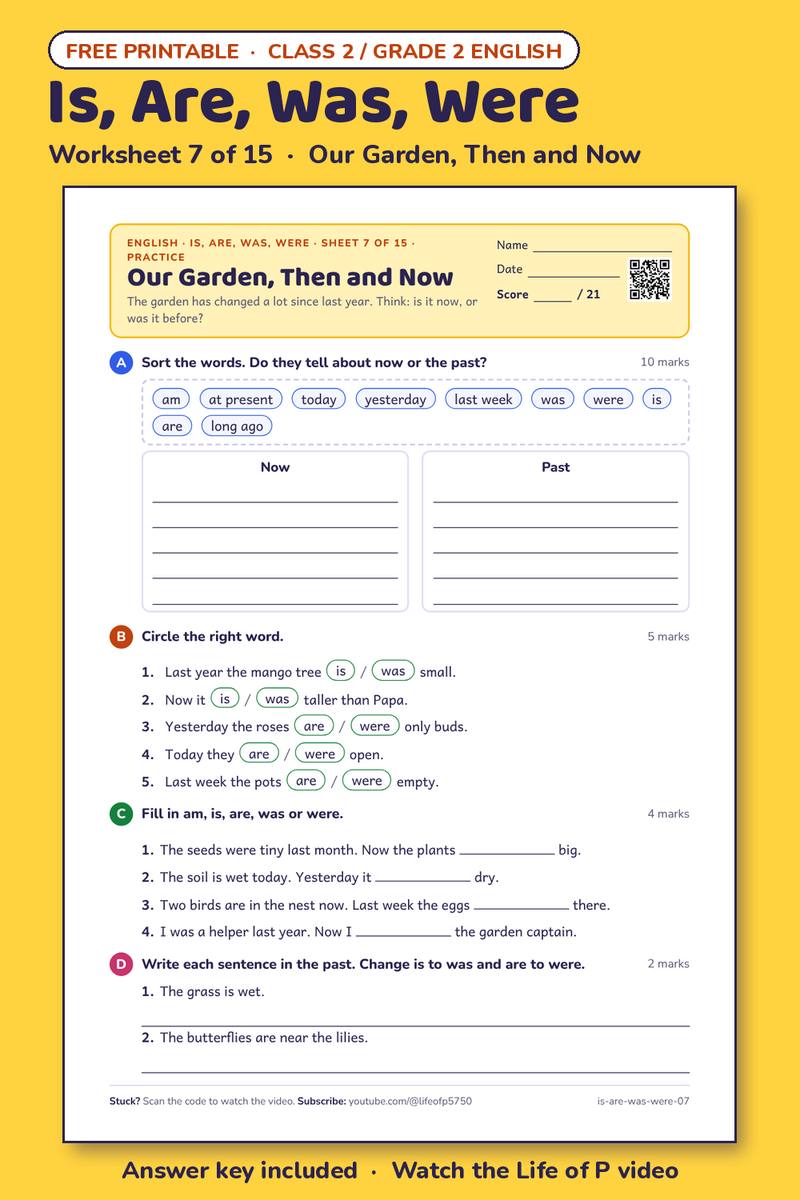 FREE PRINTABLE · CLASS 2 / GRADE 2 ENGLISH
Is, Are, Was, Were
Worksheet 7 of 15 · Our Garden, Then and Now
ENGLISH · IS, ARE, WAS, WERE · SHEET 7 OF 15 ·
PRACTICE
Our Garden, Then and Now
The garden has changed a lot since last year. Think: is it now, or
was it before?
Name ____________
Date ____________
Score ______ / 21
A Sort the words. Do they tell about now or the past? 10 marks
am at present today yesterday last week was were is
are long ago
Now Past
B Circle the right word. 5 marks
1. Last year the mango tree is / was small.
2. Now it is / was taller than Papa.
3. Yesterday the roses are / were only buds.
4. Today they are / were open.
5. Last week the pots are / were empty.
C Fill in am, is, are, was or were. 4 marks
1. The seeds were tiny last month. Now the plants ____________ big.
2. The soil is wet today. Yesterday it ____________ dry.
3. Two birds are in the nest now. Last week the eggs ____________ there.
4. I was a helper last year. Now I ____________ the garden captain.
D Write each sentence in the past. Change is to was and are to were. 2 marks
1. The grass is wet.
2. The butterflies are near the lilies.
Stuck? Scan the code to watch the video. Subscribe: youtube.com/@lifeofp5750 is-are-was-were-07
Answer key included · Watch the Life of P video